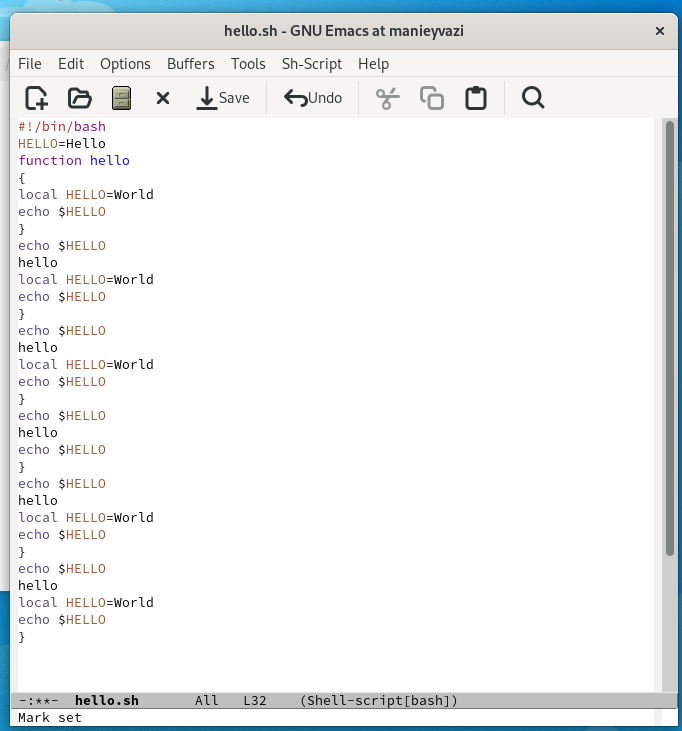 hello.sh - GNU Emacs at manieyvazi ×
File Edit Options Buffers Tools Sh-Script Help
Save Undo
#!/bin/bash
HELLO=Hello
function hello
{
local HELLO=World
echo $HELLO
}
echo $HELLO
hello
local HELLO=World
echo $HELLO
}
echo $HELLO
hello
local HELLO=World
echo $HELLO
}
echo $HELLO
hello
echo $HELLO
}
echo $HELLO
hello
local HELLO=World
echo $HELLO
}
echo $HELLO
hello
local HELLO=World
echo $HELLO
}
-:**- hello.sh All L32 (Shell-script[bash])
Mark set